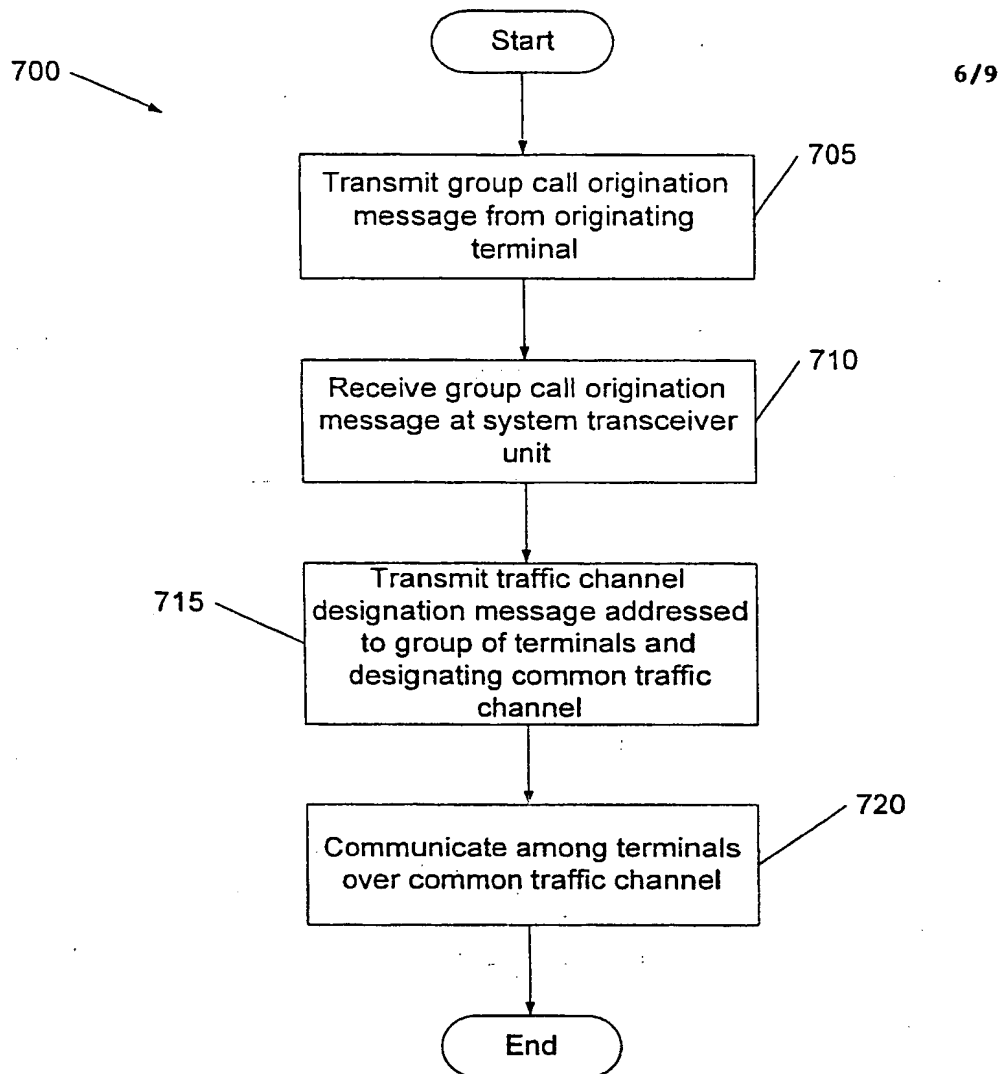 Start
700
6/9
705
Transmit group call origination
message from originating
terminal
710
Receive group call origination
message at system transceiver
unit
715
Transmit traffic channel
designation message addressed
to group of terminals and
designating common traffic
channel
720
Communicate among terminals
over common traffic channel
End